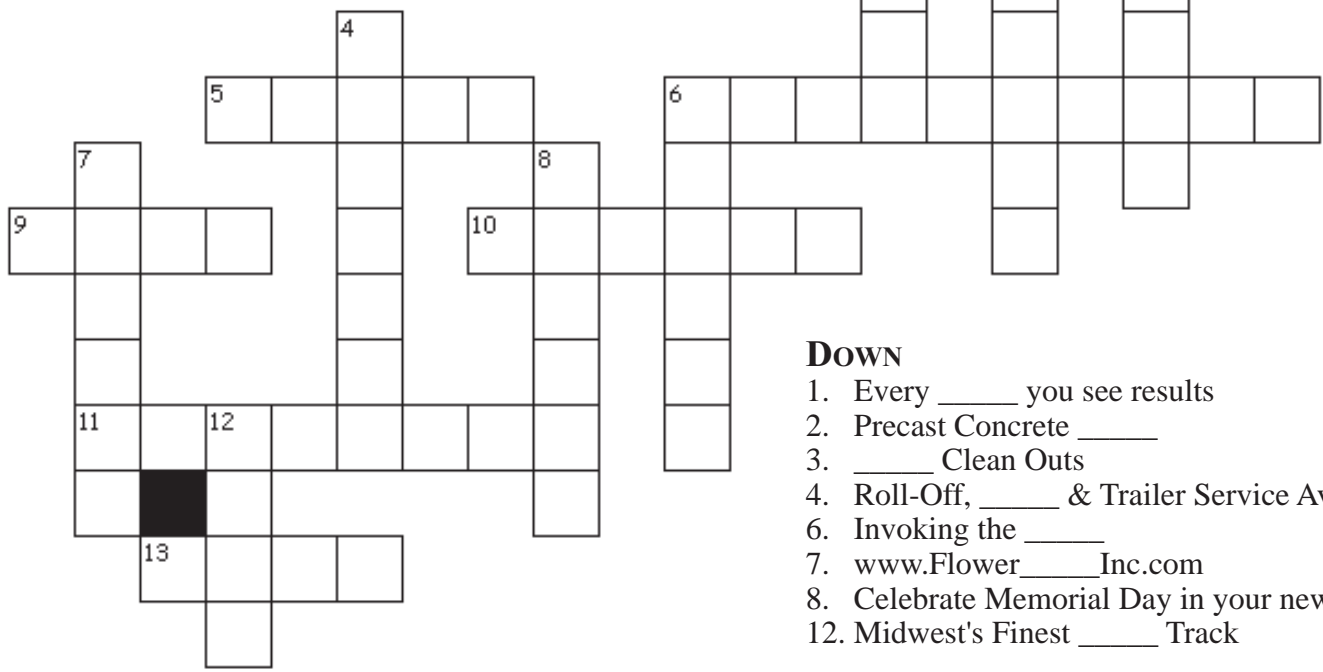 4
5
6
7
8
9
10
11
12
13
DOWN
1. Every _____ you see results
2. Precast Concrete _____
3. _____ Clean Outs
4. Roll-Off, _____ & Trailer Service
6. Invoking the _____
7. www.Flower_____Inc.com
8. Celebrate Memorial Day in your new
12. Midwest's Finest _____ Track